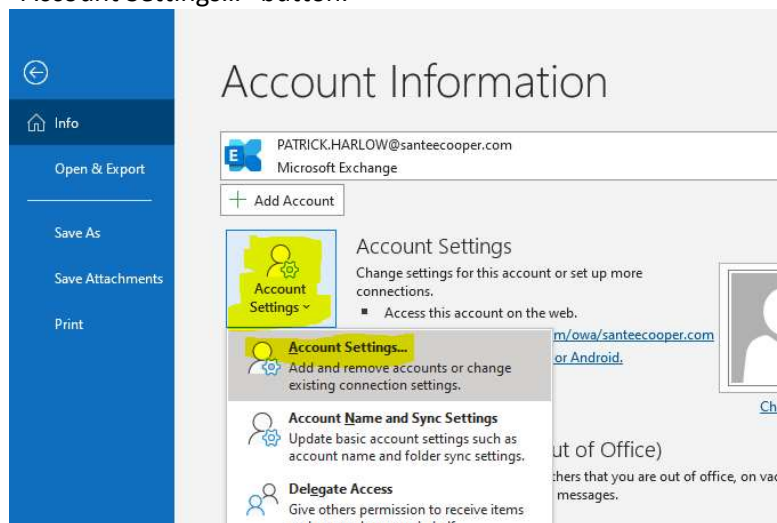 Account Settings..." button.
Account Information
Info
Open & Export
Save As
Save Attachments
Print
E
PATRICK.HARLOW@santeecooper.com
Microsoft Exchange
+ Add Account
Account
Settings
Account Settings
Change settings for this account or set up more
connections.
■ Access this account on the web.
m/owa/santeecooper.com
or Android.
Ch
Account Settings...
Add and remove accounts or change
existing connection settings.
Account Name and Sync Settings
Update basic account settings such as
account name and folder sync settings.
Delegate Access
Give others permission to receive items
ut of Office)
thers that you are out of office, on vac
messages.